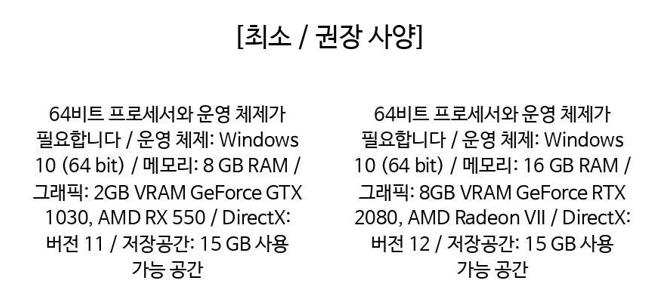 [최소 / 권장 사양]
64비트 프로세서와 운영 체제가
필요합니다 / 운영 체제: Windows
10 (64 bit) / 메모리: 8 GB RAM /
그래픽: 2GB VRAM GeForce GTX
1030, AMD RX 550 / DirectX:
버전 11 / 저장공간: 15 GB 사용
가능 공간
64비트 프로세서와 운영 체제가
필요합니다 / 운영 체제: Windows
10 (64 bit) / 메모리: 16 GB RAM /
그래픽: 8GB VRAM GeForce RTX
2080, AMD Radeon VII / DirectX:
버전 12 / 저장공간: 15 GB 사용
가능 공간